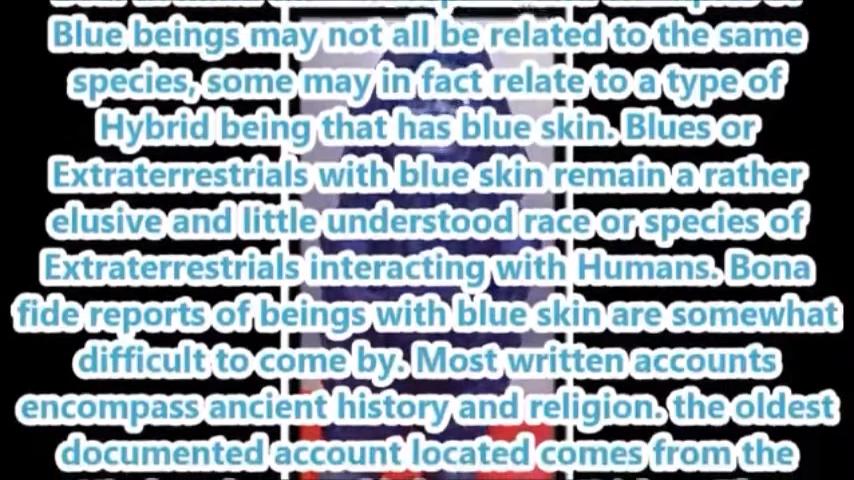 Blue beings may not all be related to the same
species, some may in fact relate to a type of
Hybrid being that has blue skin. Blues or
Extraterrestrials with blue skin remain a rather
elusive and little understood race or species of
Extraterrestrials interacting with Humans. Bona
fide reports of beings with blue skin are somewhat
difficult to come by. Most written accounts
encompass ancient history and religion. the oldest
documented account located comes from the